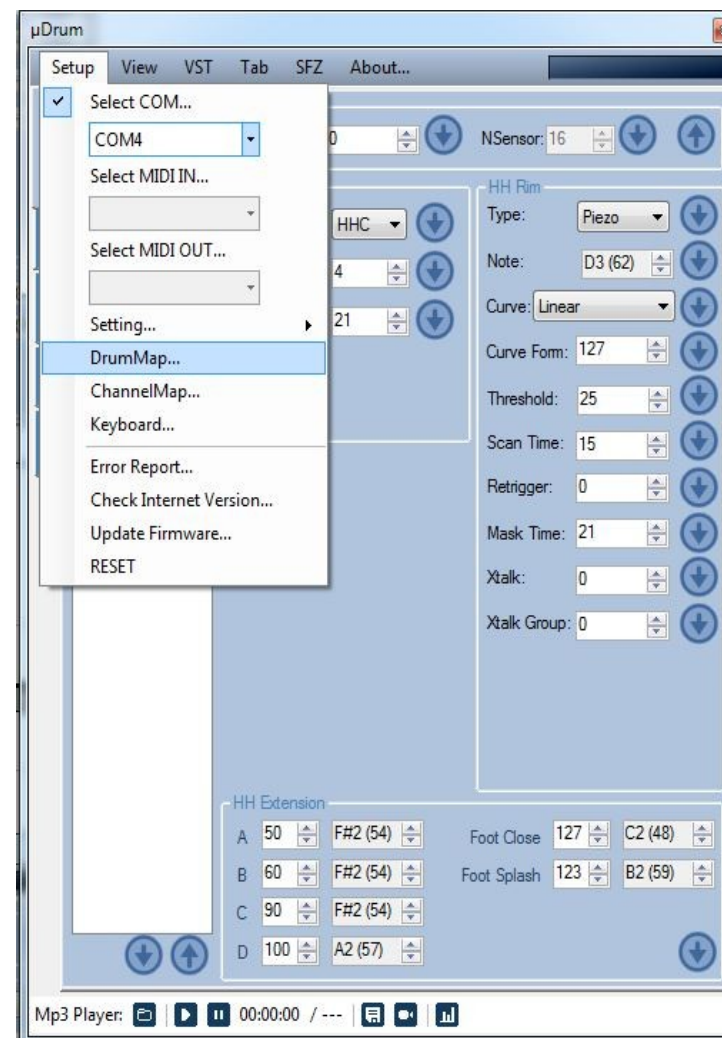 µDrum
Setup View VST Tab SFZ About...
Select COM...
COM4
Select MIDI IN...
Select MIDI OUT...
Setting...
DrumMap...
ChannelMap...
Keyboard...
Error Report...
Check Internet Version...
Update Firmware...
RESET
0
NSensor: 16
HHC
4
21
HH Rim
Type: Piezo
Note: D3 (62)
Curve: Linear
Curve Form: 127
Threshold: 25
Scan Time: 15
Retrigger: 0
Mask Time: 21
Xtalk: 0
Xtalk Group: 0
HH Extension
A 50 F#2 (54) Foot Close 127 C2 (48)
B 60 F#2 (54) Foot Splash 123 B2 (59)
C 90 F#2 (54)
D 100 A2 (57)
Mp3 Player: 00:00:00 / ---